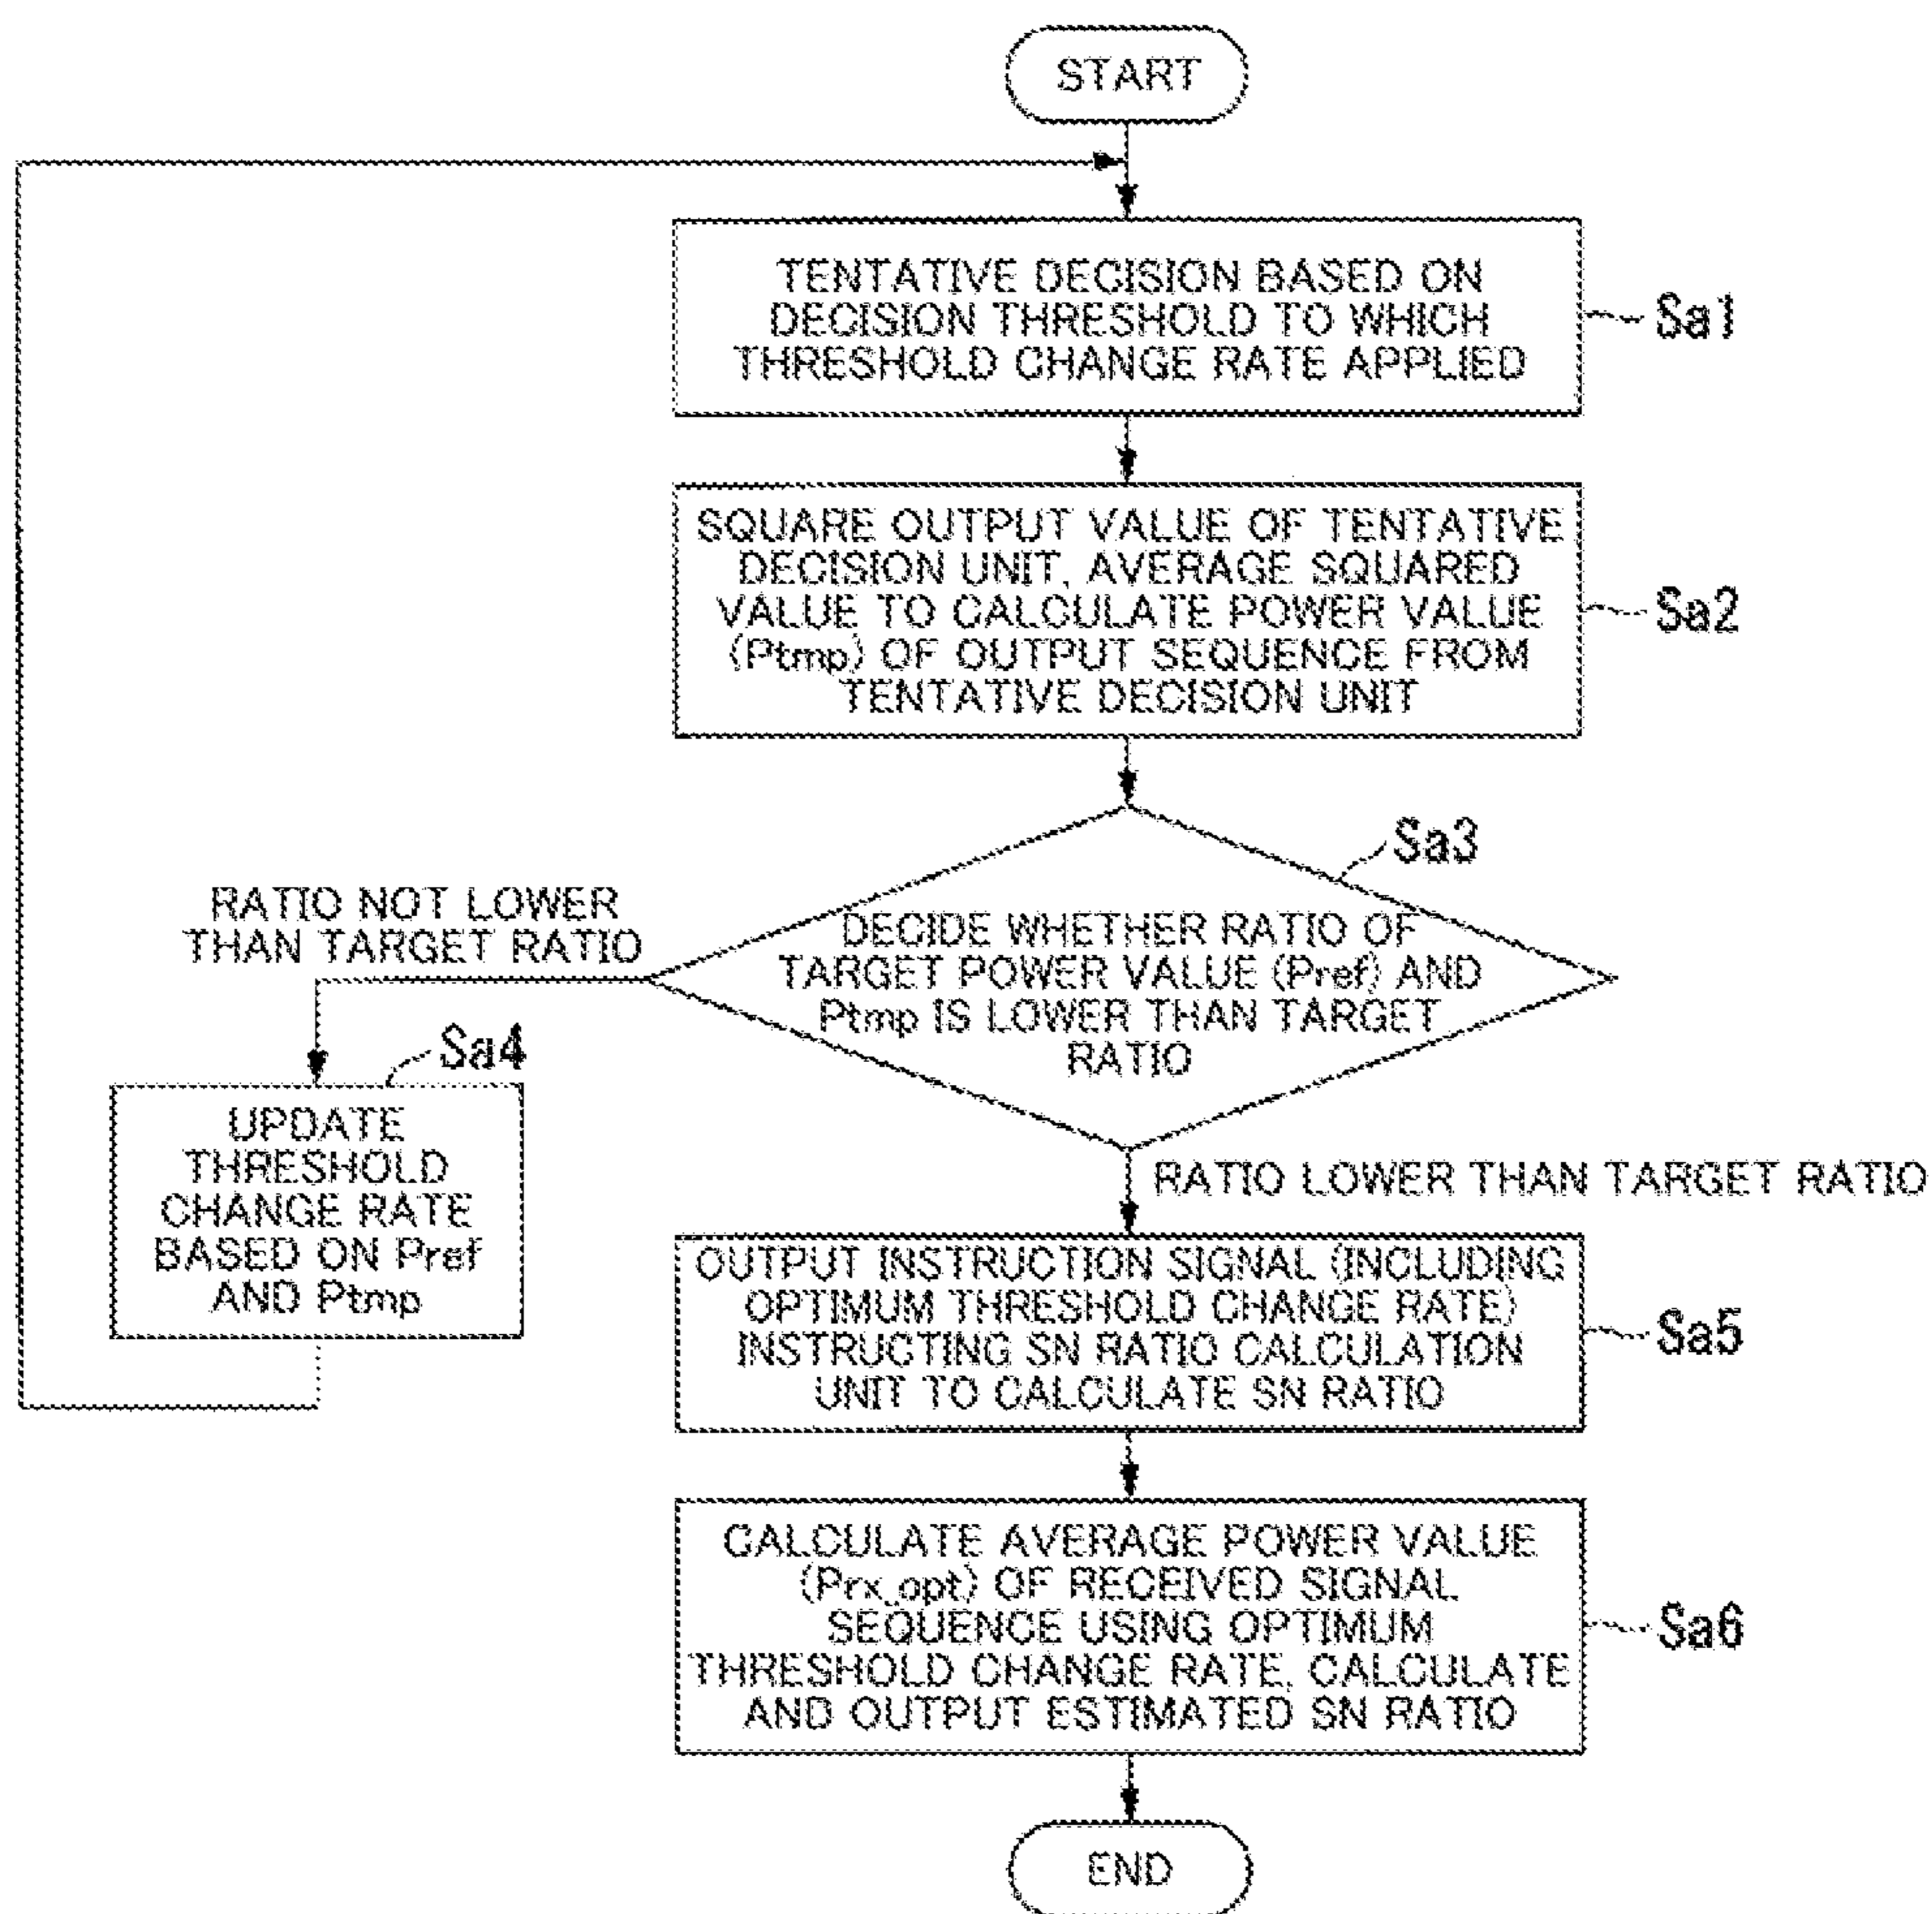 START
TENTATIVE DECISION BASED ON
DECISION THRESHOLD TO WHICH
THRESHOLD CHANGE RATE APPLIED
Sa1
SQUARE OUTPUT VALUE OF TENTATIVE
DECISION UNIT, AVERAGE SQUARED
VALUE TO CALCULATE POWER VALUE
(Ptmp) OF OUTPUT SEQUENCE FROM
TENTATIVE DECISION UNIT
Sa2
Sa3
DECIDE WHETHER RATIO OF
TARGET POWER VALUE (Pref) AND
Ptmp IS LOWER THAN TARGET
RATIO
RATIO NOT LOWER
THAN TARGET RATIO
Sa4
UPDATE
THRESHOLD
CHANGE RATE
BASED ON Pref
AND Ptmp
RATIO LOWER THAN TARGET RATIO
OUTPUT INSTRUCTION SIGNAL (INCLUDING
OPTIMUM THRESHOLD CHANGE RATE)
INSTRUCTING SN RATIO CALCULATION
UNIT TO CALCULATE SN RATIO
Sa5
CALCULATE AVERAGE POWER VALUE
(Prx_opt) OF RECEIVED SIGNAL
SEQUENCE USING OPTIMUM
THRESHOLD CHANGE RATE, CALCULATE
AND OUTPUT ESTIMATED SN RATIO
Sa6
END